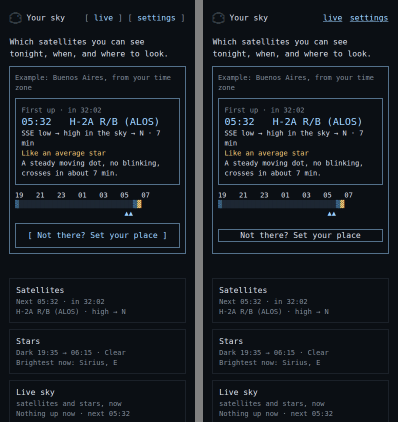 Your sky [ live ] [ settings ]
Which satellites you can see
tonight, when, and where to look.
Example: Buenos Aires, from your time
zone
First up · in 32:02
05:32 H-2A R/B (ALOS)
SSE low → high in the sky → N · 7
min
Like an average star
A steady moving dot, no blinking,
crosses in about 7 min.
19 21 23 01 03 05 07
▲▲
[ Not there? Set your place ]
Satellites
Next 05:32 · in 32:02
H-2A R/B (ALOS) · high → N
Stars
Dark 19:35 → 06:15 · Clear
Brightest now: Sirius, E
Live sky
satellites and stars, now
Nothing up now · next 05:32
Your sky live settings
Which satellites you can see
tonight, when, and where to look.
Example: Buenos Aires, from your time
zone
First up · in 32:02
05:32 H-2A R/B (ALOS)
SSE low → high in the sky → N · 7
min
Like an average star
A steady moving dot, no blinking,
crosses in about 7 min.
19 21 23 01 03 05 07
▲▲
Not there? Set your place
Satellites
Next 05:32 · in 32:02
H-2A R/B (ALOS) · high → N
Stars
Dark 19:35 → 06:15 · Clear
Brightest now: Sirius, E
Live sky
satellites and stars, now
Nothing up now · next 05:32